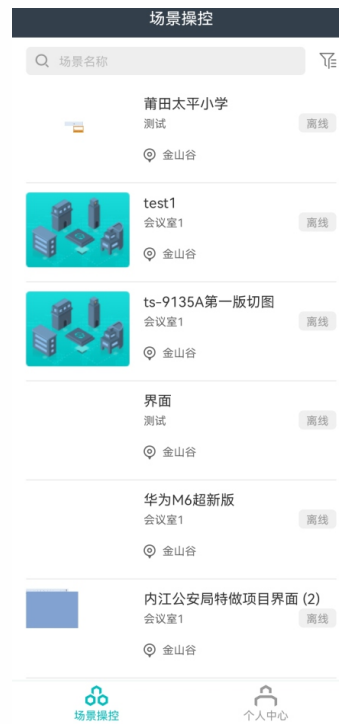 场景操控
场景名称
莆田太平小学
测试
离线
金山谷
test1
会议室1
离线
金山谷
ts-9135A第一版切图
会议室1
离线
金山谷
界面
测试
离线
金山谷
华为M6超新版
会议室1
离线
金山谷
内江公安局特做项目界面 (2)
会议室1
离线
金山谷
场景操控
个人中心